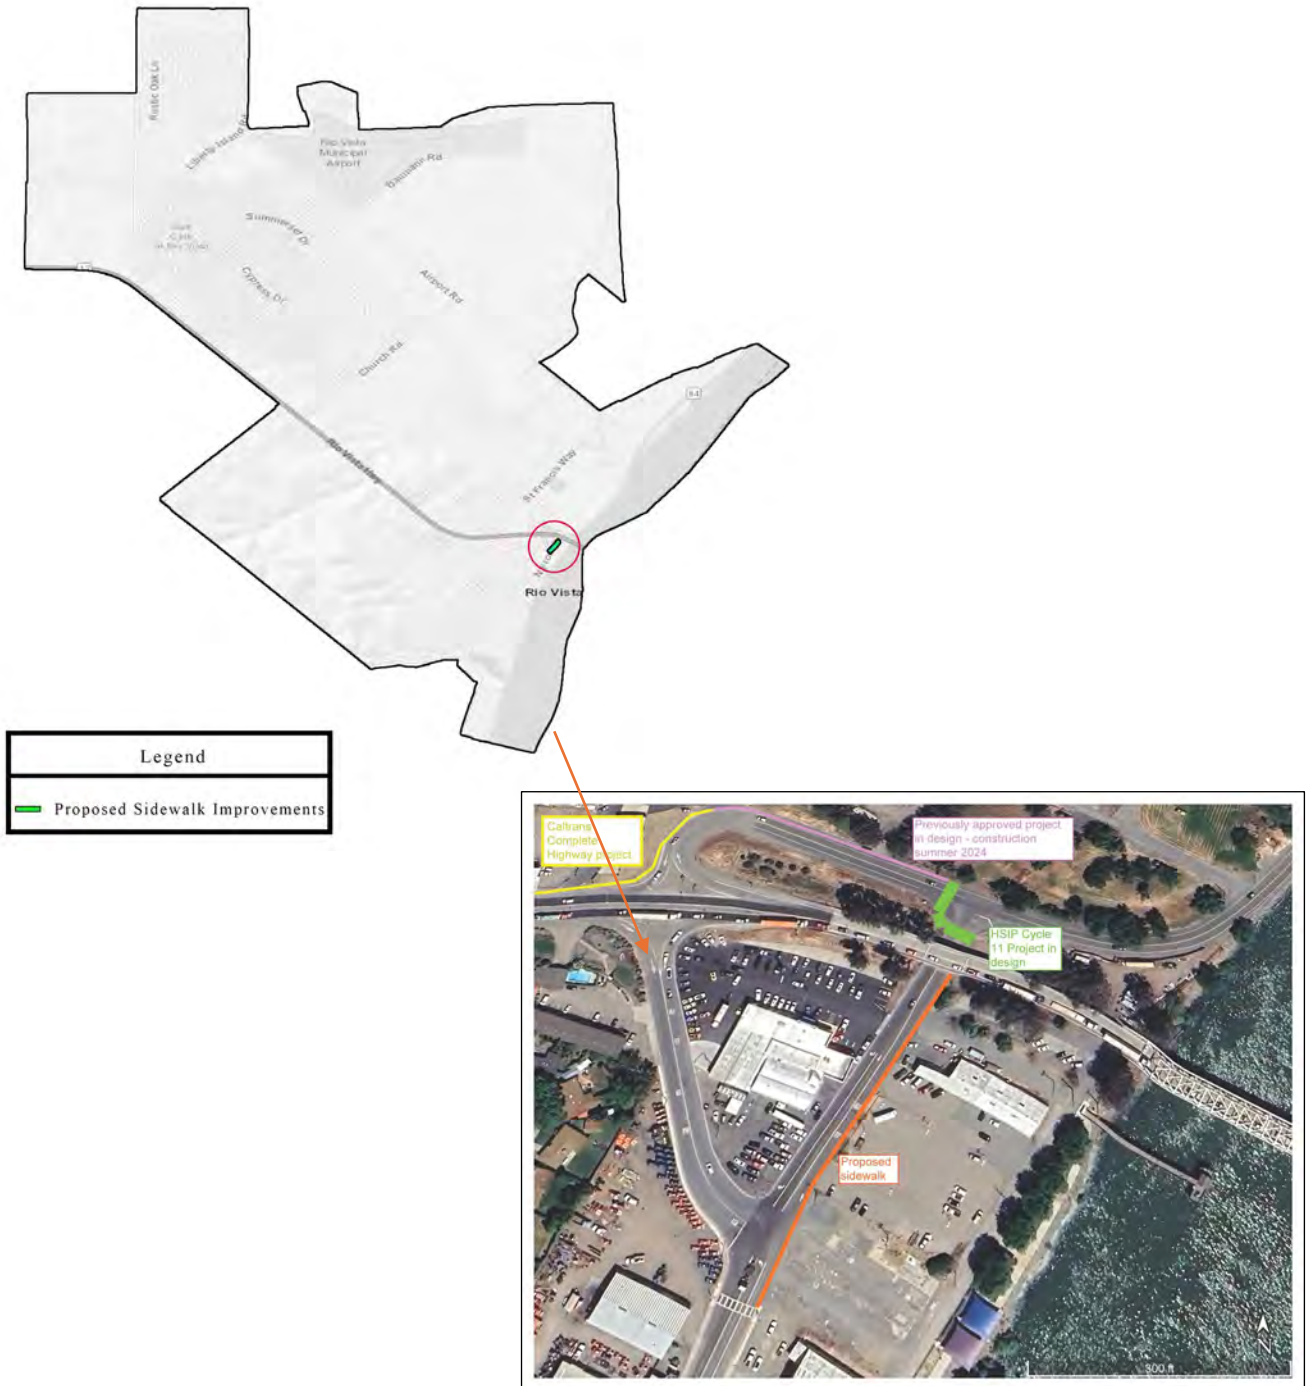 Rustic Oak Ln
Liberty Island Rd
Rio Vista
Municipal
Airport
Baumann Rd
Summerset Dr
Cypress Dr
Airport Rd
Church Rd
84
Rio Vista Hwy
St Francis Way
Rio Vista
Legend
Proposed Sidewalk Improvements
Caltrans
Complete
Highway project
Previously approved project
in design - construction
summer 2024
HSIP Cycle
11 Project in
design
Proposed
sidewalk
N
300 ft